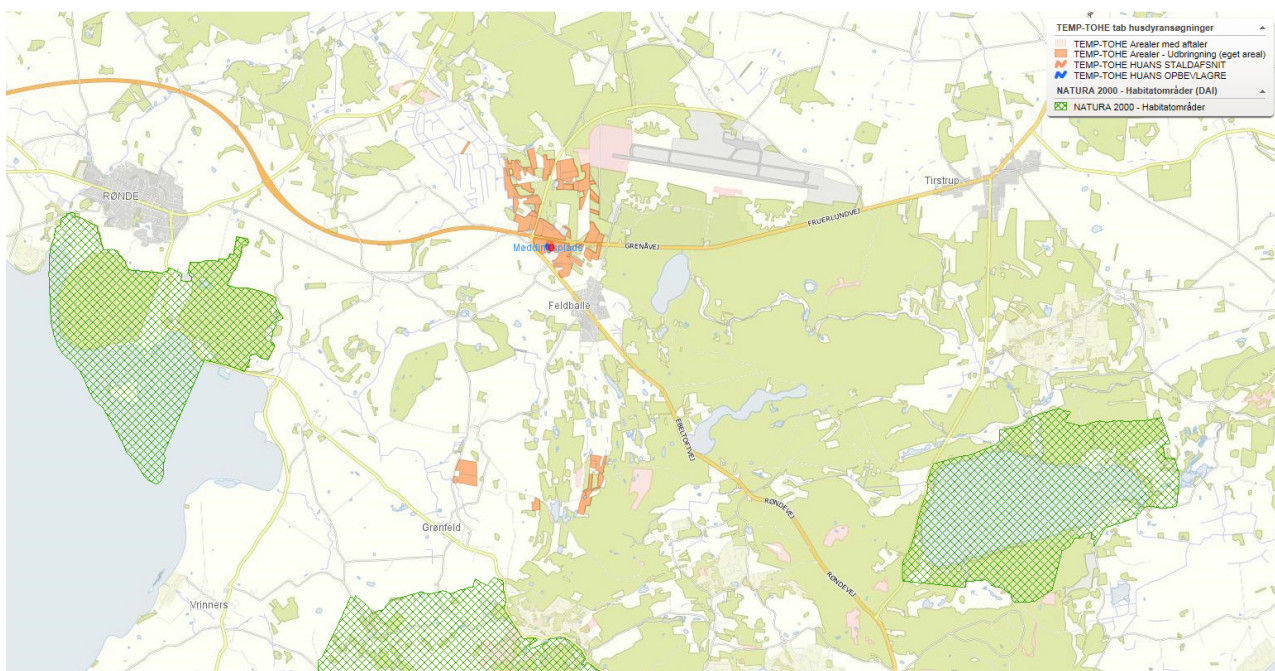 TEMP-TOHE tab husdyransøgninger
TEMP-TOHE Arealer med aftaler
TEMP-TOHE Arealer - Udbringning (eget areal)
TEMP-TOHE HUANS STALDAFSNIT
TEMP-TOHE HUANS OPBEVLAGRE
NATURA 2000 - Habitatområder (DAI)
NATURA 2000 - Habitatområder
Tirstrup
RØNDE
FRUERLUNDVEJ
GRENÅVEJ
Møddingsplads
Feldballe
EBELTOFTVEJ
RØNDEVEJ
Grønfeld
RØNDEVEJ
Vrinners